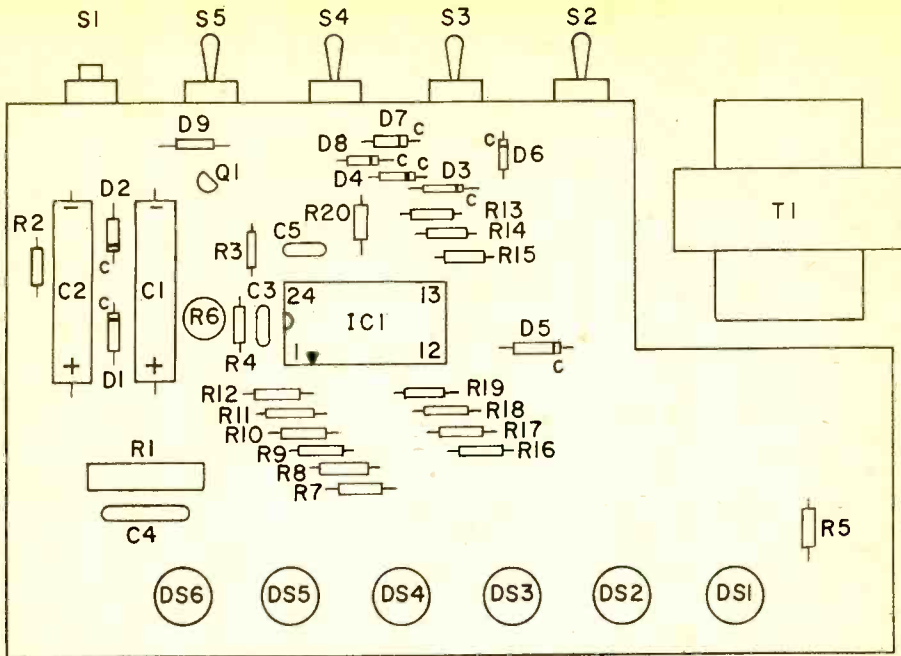 S1 S5 S4 S3 S2
D9 D7 C
D8 C C C D6
D4 D3
Q1 C
R2 D2 R20 R13
C5 R14
R3 R15
C
T1
C2 C1 R6 C3 24 13
C IC1
R4 1 12 D5
D1 C
R12 R19
R11 R18
R10 R17
R9 R16
R8
R7
R1
C4 R5
DS6 DS5 DS4 DS3 DS2 DS1